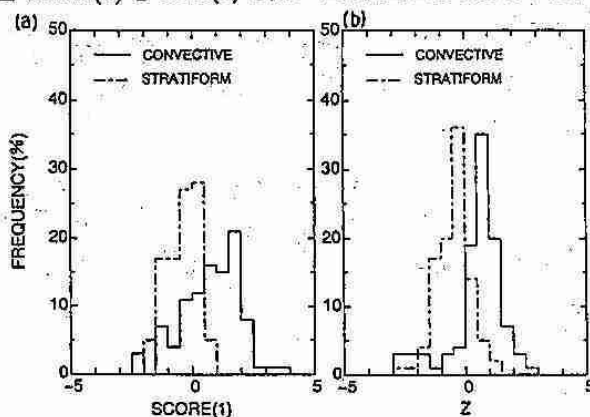 (a)
50
CONVECTIVE
STRATIFORM
40
30
20
10
0
-5 0 5
FREQUENCY(%)
SCORE(1)
(b)
50
CONVECTIVE
STRATIFORM
40
30
20
10
0
-5 0 5
Z